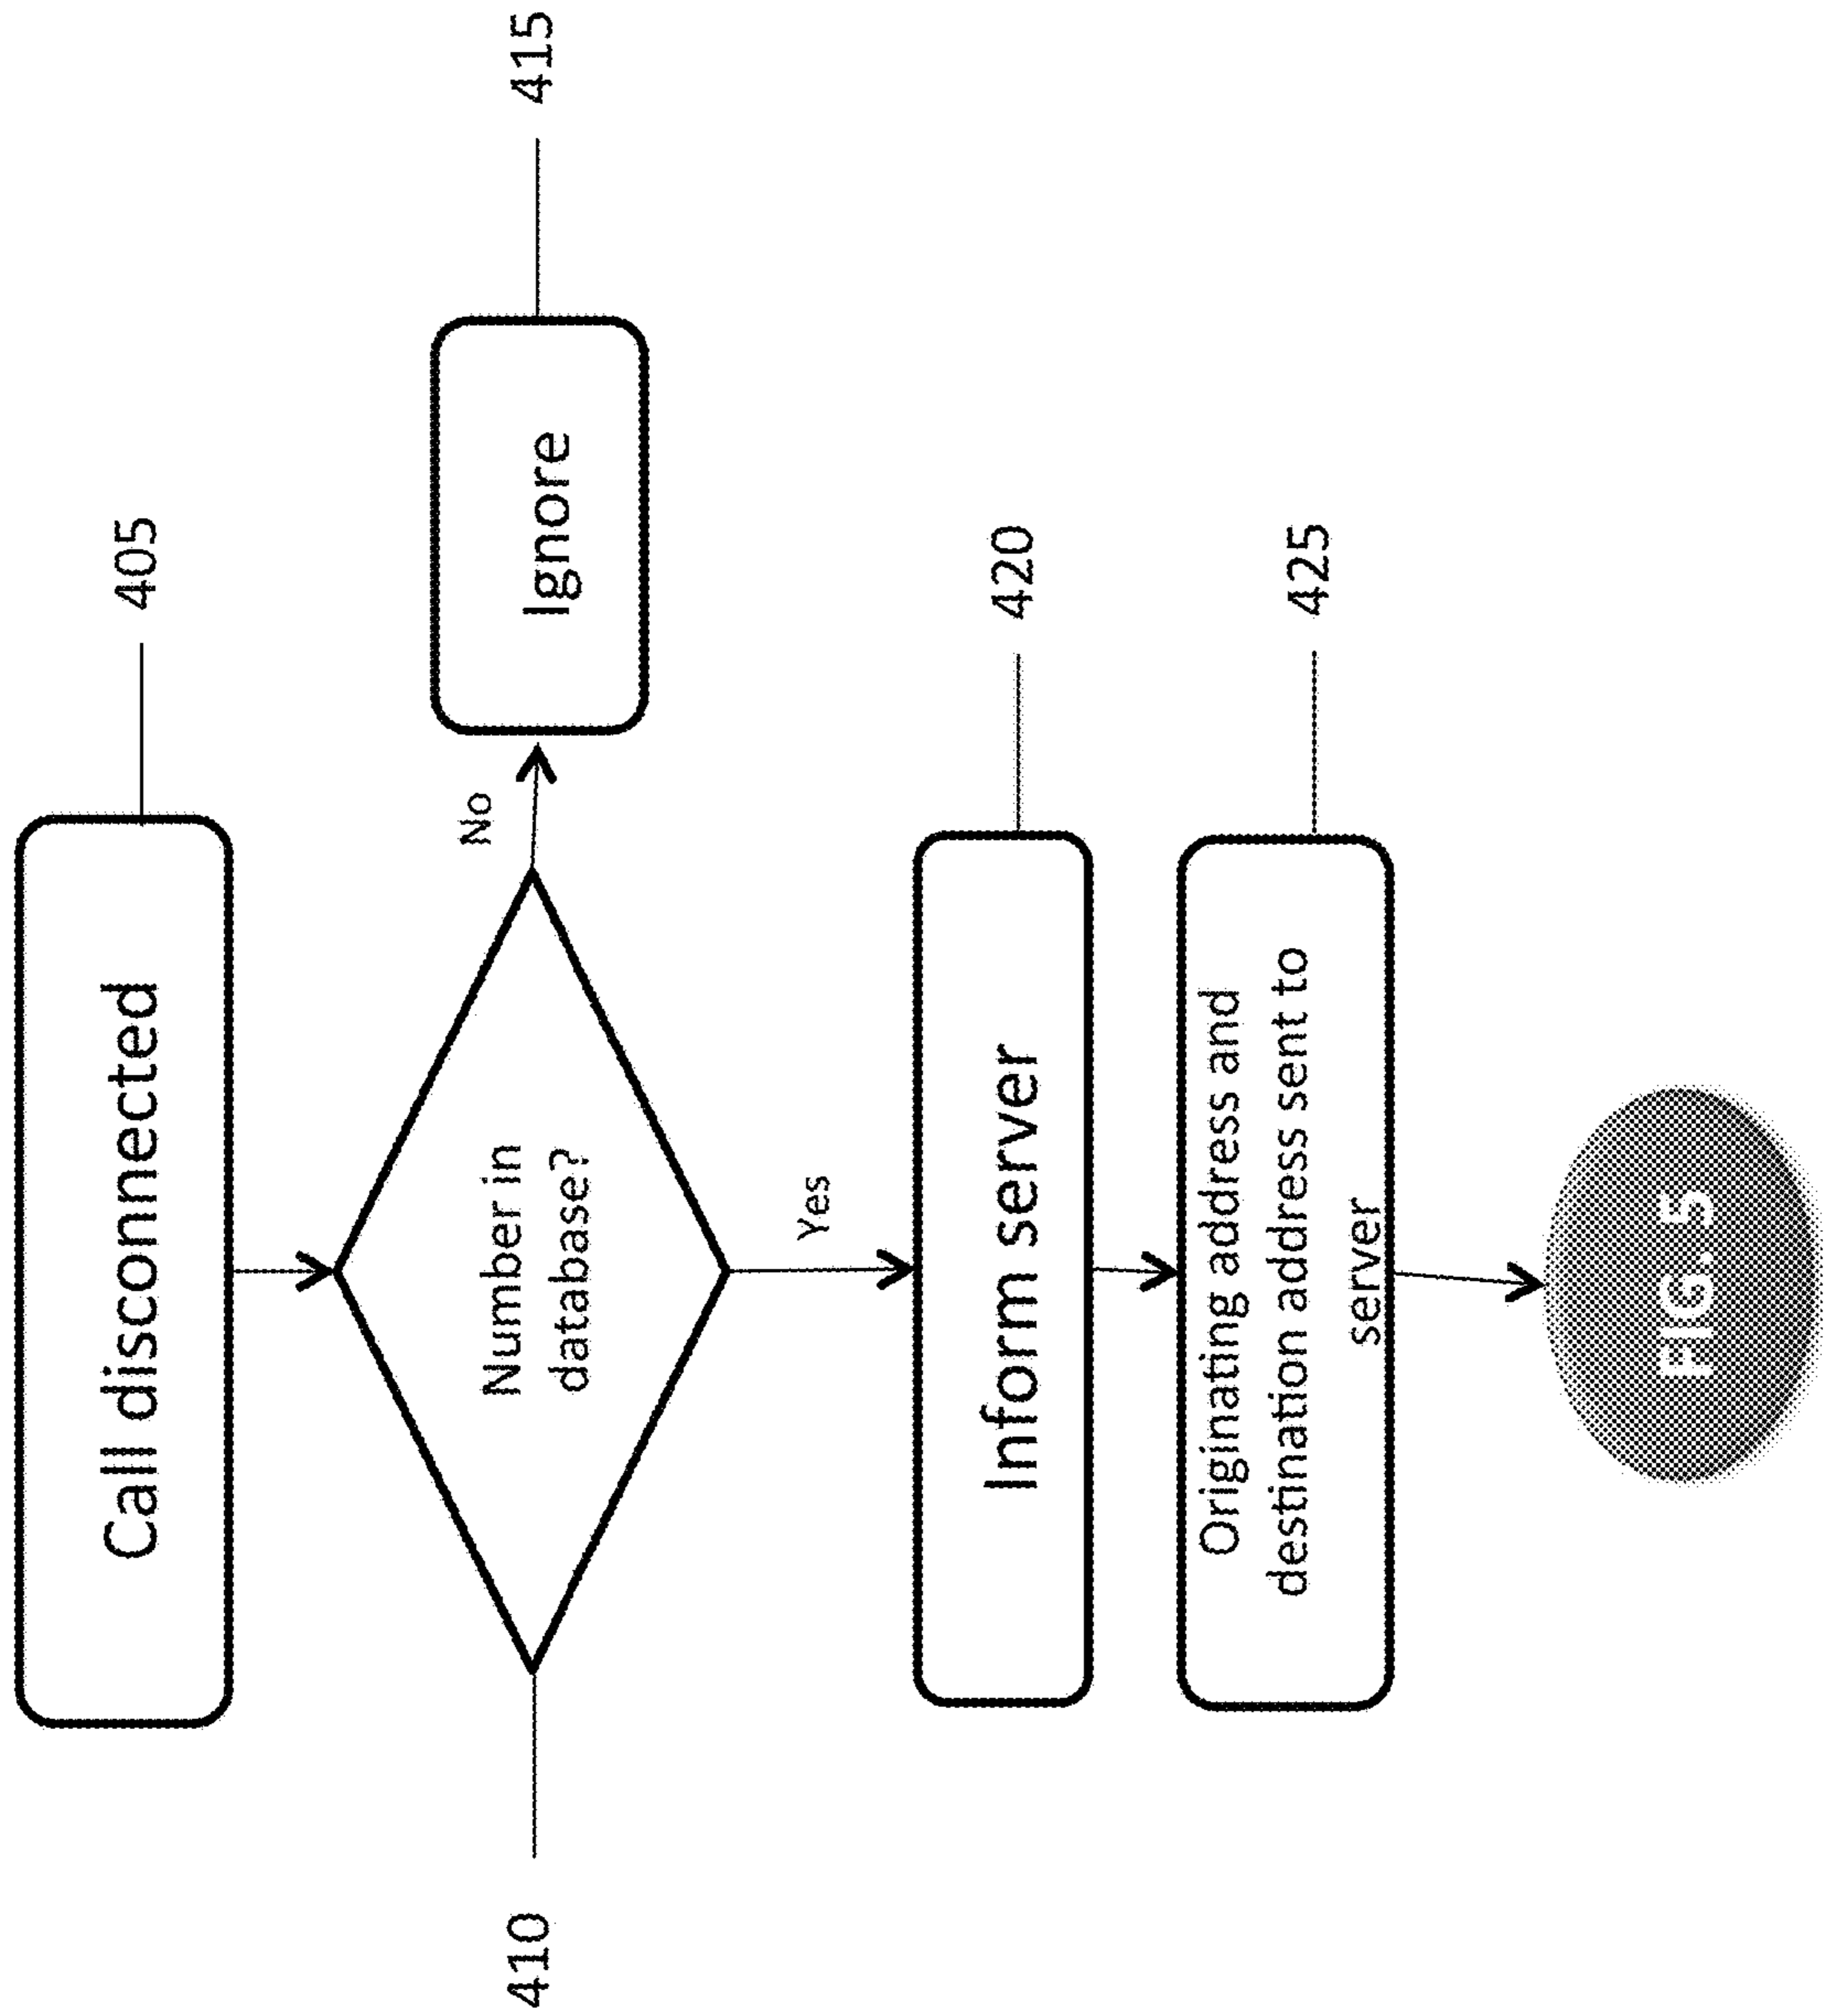 Call disconnected
405
410
Number in
database?
No
Ignore
415
Yes
Inform server
420
Originating address and
destination address sent to
server
425
FIG. 5